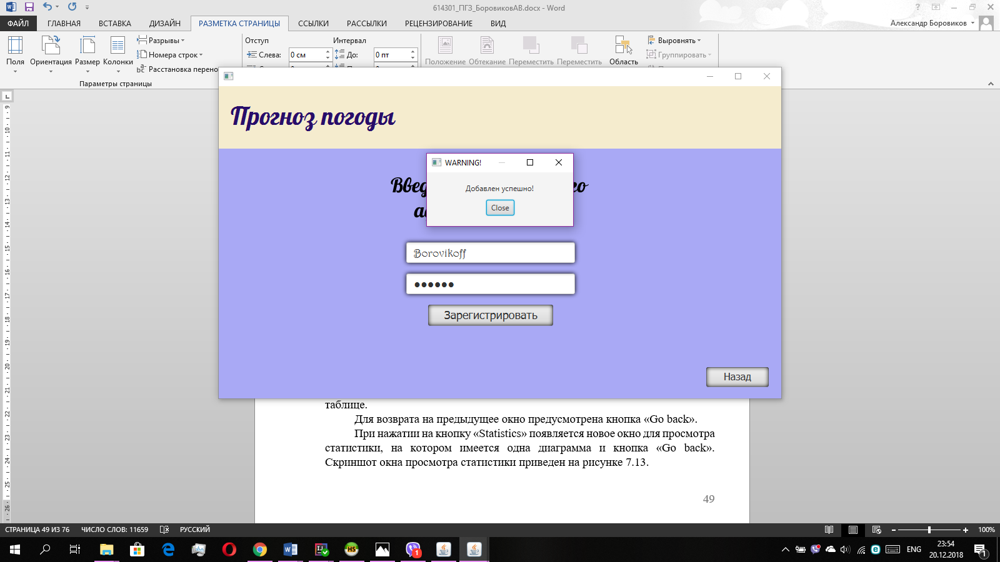 614301_ПГЗ_БоровиковАВ.docx - Word
ФАЙЛ ГЛАВНАЯ ВСТАВКА ДИЗАЙН РАЗМЕТКА СТРАНИЦЫ ССЫЛКИ РАССЫЛКИ РЕЦЕНЗИРОВАНИЕ ВИД
Александр Боровиков
Поля
Ориентация
Размер
Колонки
Разрывы
Номера строк
Расстановка перено
Параметры страницы
Отступ
Слева: 0 см
Интервал
До: 0 пт
Положение
Обтекание
Переместить
Переместить
Область
Выровнять
Группировать
Прогноз погоды
WARNING!
Добавлен успешно!
Close
Borovikoff
Зарегистрировать
Назад
таблице.
Для возврата на предыдущее окно предусмотрена кнопка «Go back».
При нажатии на кнопку «Statistics» появляется новое окно для просмотра
статистики, на котором имеется одна диаграмма и кнопка «Go back».
Скриншот окна просмотра статистики приведен на рисунке 7.13.
49
СТРАНИЦА 49 ИЗ 76 ЧИСЛО СЛОВ: 11659 РУССКИЙ 100%
ENG
23:54
20.12.2018